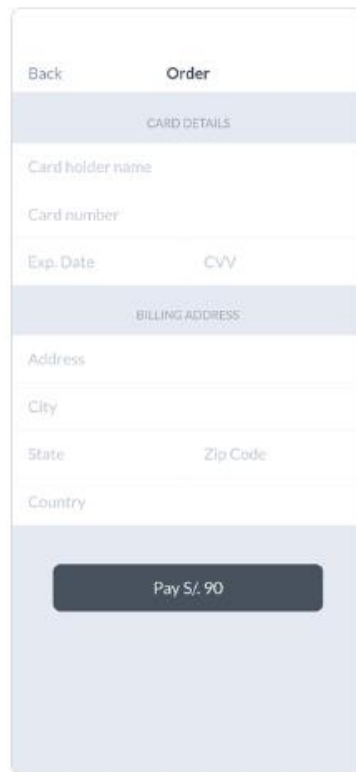 Back Order
CARD DETAILS
Card holder name
Card number
Exp. Date CVV
BILLING ADDRESS
Address
City
State Zip Code
Country
Pay S/. 90